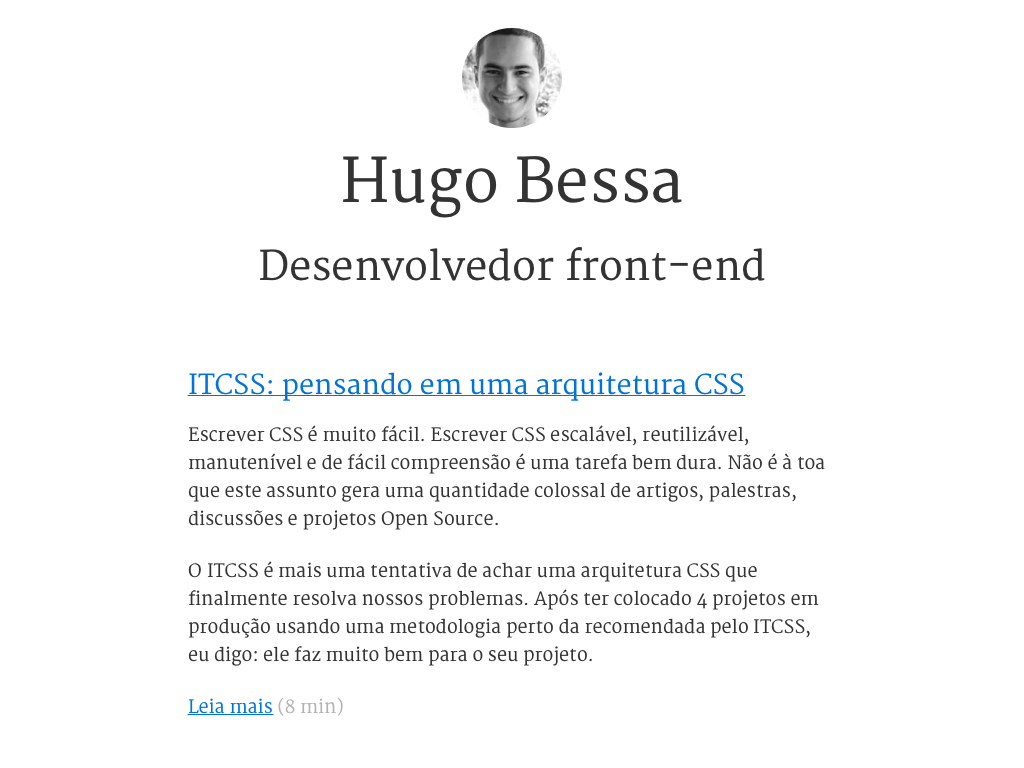 Hugo Bessa
Desenvolvedor front-end
ITCSS: pensando em uma arquitetura CSS
Escrever CSS é muito fácil. Escrever CSS escalável, reutilizável,
manutenível e de fácil compreensão é uma tarefa bem dura. Não é à toa
que este assunto gera uma quantidade colossal de artigos, palestras,
discussões e projetos Open Source.
O ITCSS é mais uma tentativa de achar uma arquitetura CSS que
finalmente resolva nossos problemas. Após ter colocado 4 projetos em
produção usando uma metodologia perto da recomendada pelo ITCSS,
eu digo: ele faz muito bem para o seu projeto.
Leia mais (8 min)